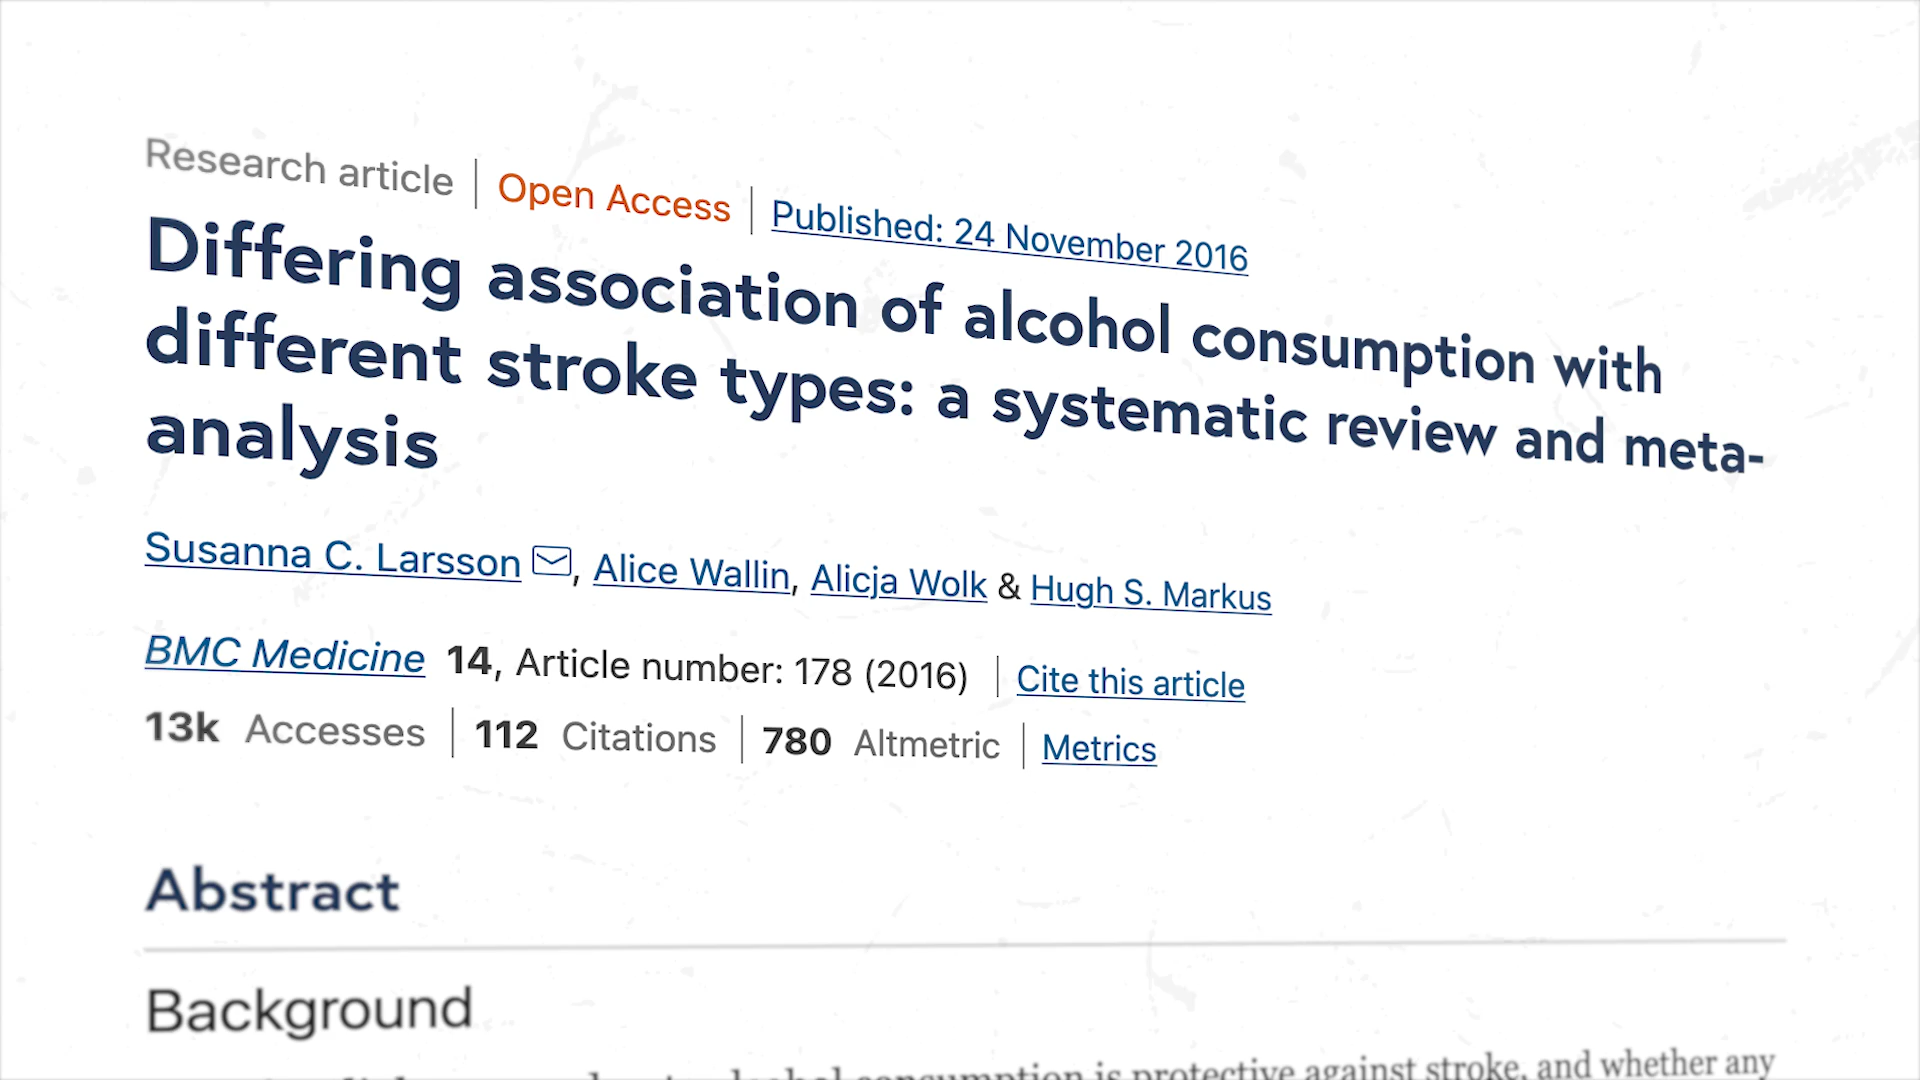 Research article | Open Access | Published: 24 November 2016
Differing association of alcohol consumption with
different stroke types: a systematic review and meta-
analysis
Susanna C. Larsson, Alice Wallin, Alicja Wolk & Hugh S. Markus
BMC Medicine 14, Article number: 178 (2016) | Cite this article
13k Accesses | 112 Citations | 780 Altmetric | Metrics
Abstract
Background
alcohol consumption is protective against stroke, and whether any